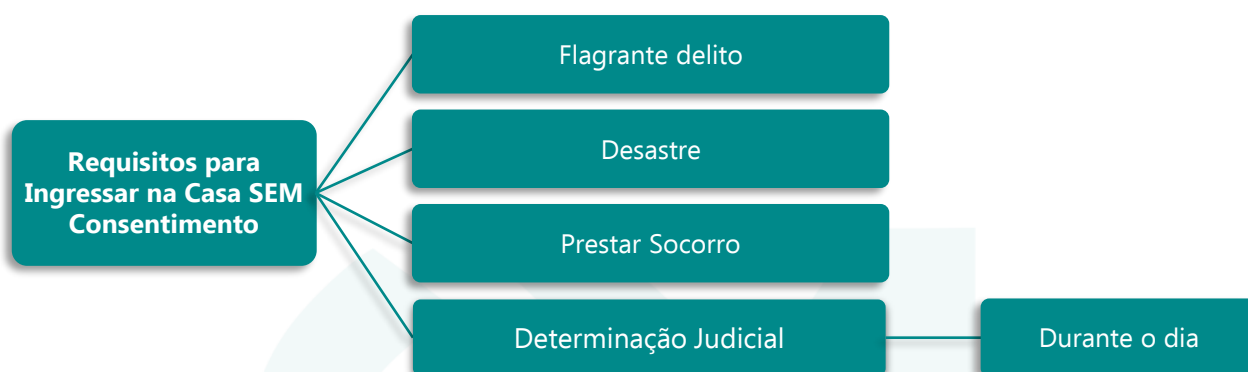 Requisitos para
Ingressar na Casa SEM
Consentimento
Flagrante delito
Desastre
Prestar Socorro
Determinação Judicial
Durante o dia